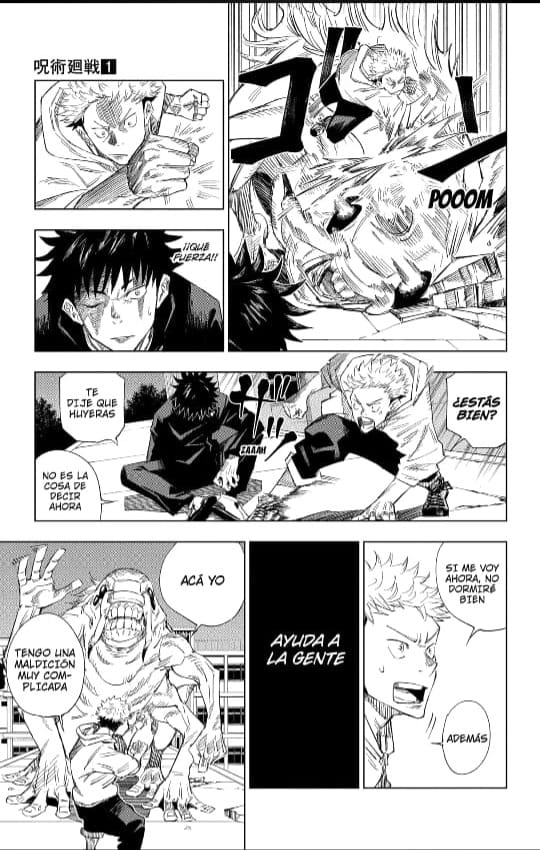 呪術廻戦1
POOOM
¡¡QUÉ
FUERZA!!
¿ESTÁS
BIEN?
ZAAAH
TE
DIJE QUE
HUYERAS
NO ES LA
COSA DE
DECIR
AHORA
SI ME VOY
AHORA, NO
DORMIRÉ
BIEN
ADEMÁS
AYUDA A
LA GENTE
ACÁ YO
TENGO UNA
MALDICIÓN
MUY COM-
PLICADA